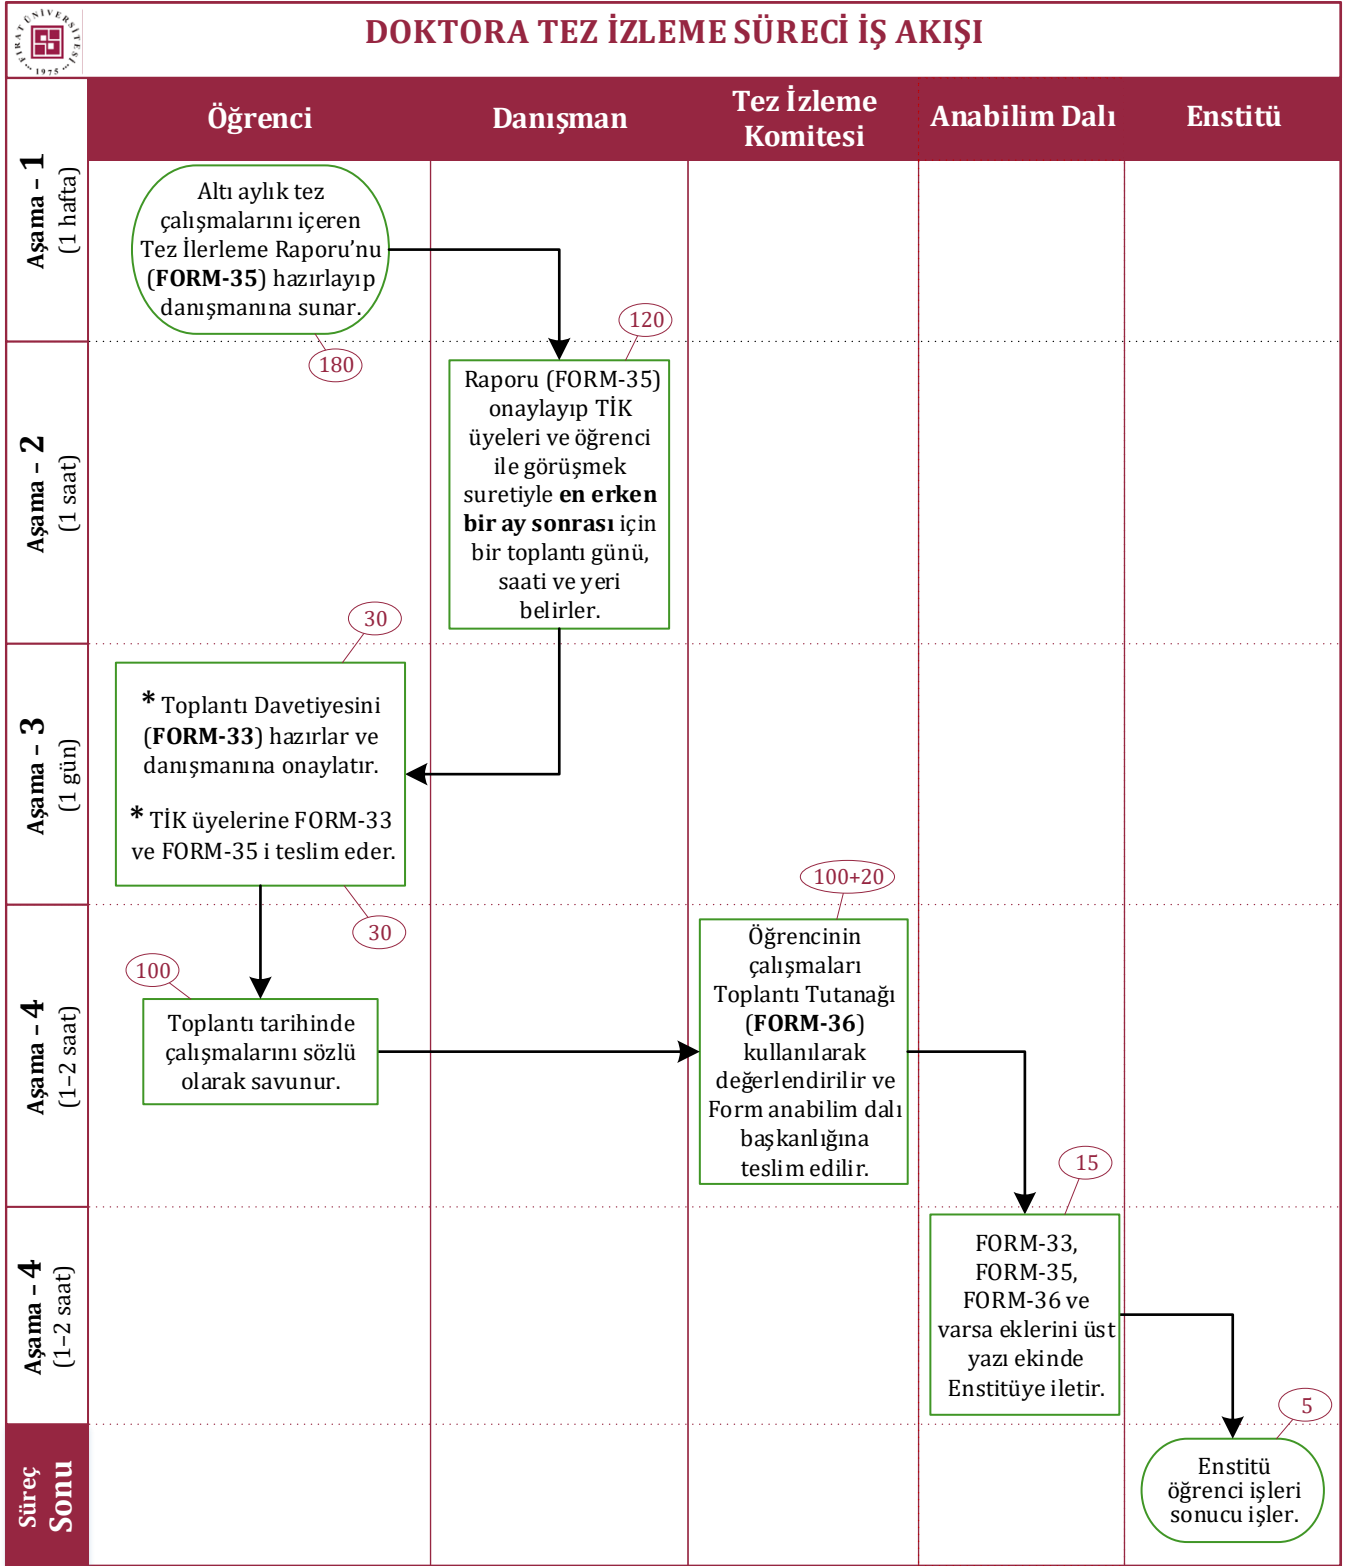 FIRAT ÜNİVERSİTESİ
1975
DOKTORA TEZ İZLEME SÜRECİ İŞ AKIŞI
Öğrenci
Danışman
Tez İzleme
Komitesi
Anabilim Dalı
Enstitü
Aşama – 1
(1 hafta)
Altı aylık tez
çalışmalarını içeren
Tez İlerleme Raporu’nu
(FORM-35) hazırlayıp
danışmanına sunar.
180
120
Aşama – 2
(1 saat)
Raporu (FORM-35)
onaylayıp TİK
üyeleri ve öğrenci
ile görüşmek
suretiyle en erken
bir ay sonrası için
bir toplantı günü,
saati ve yeri
belirler.
30
Aşama – 3
(1 gün)
* Toplantı Davetiyesini
(FORM-33) hazırlar ve
danışmanına onaylatır.
* TİK üyelerine FORM-33
ve FORM-35 i teslim eder.
30
100+20
Aşama – 4
(1–2 saat)
100
Toplantı tarihinde
çalışmalarını sözlü
olarak savunur.
Öğrencinin
çalışmaları
Toplantı Tutanağı
(FORM-36)
kullanılarak
değerlendirilir ve
Form anabilim dalı
başkanlığına
teslim edilir.
15
Aşama – 4
(1–2 saat)
FORM-33,
FORM-35,
FORM-36 ve
varsa eklerini üst
yazı ekinde
Enstitüye iletir.
5
Süreç
Sonu
Enstitü
öğrenci işleri
sonucu işler.